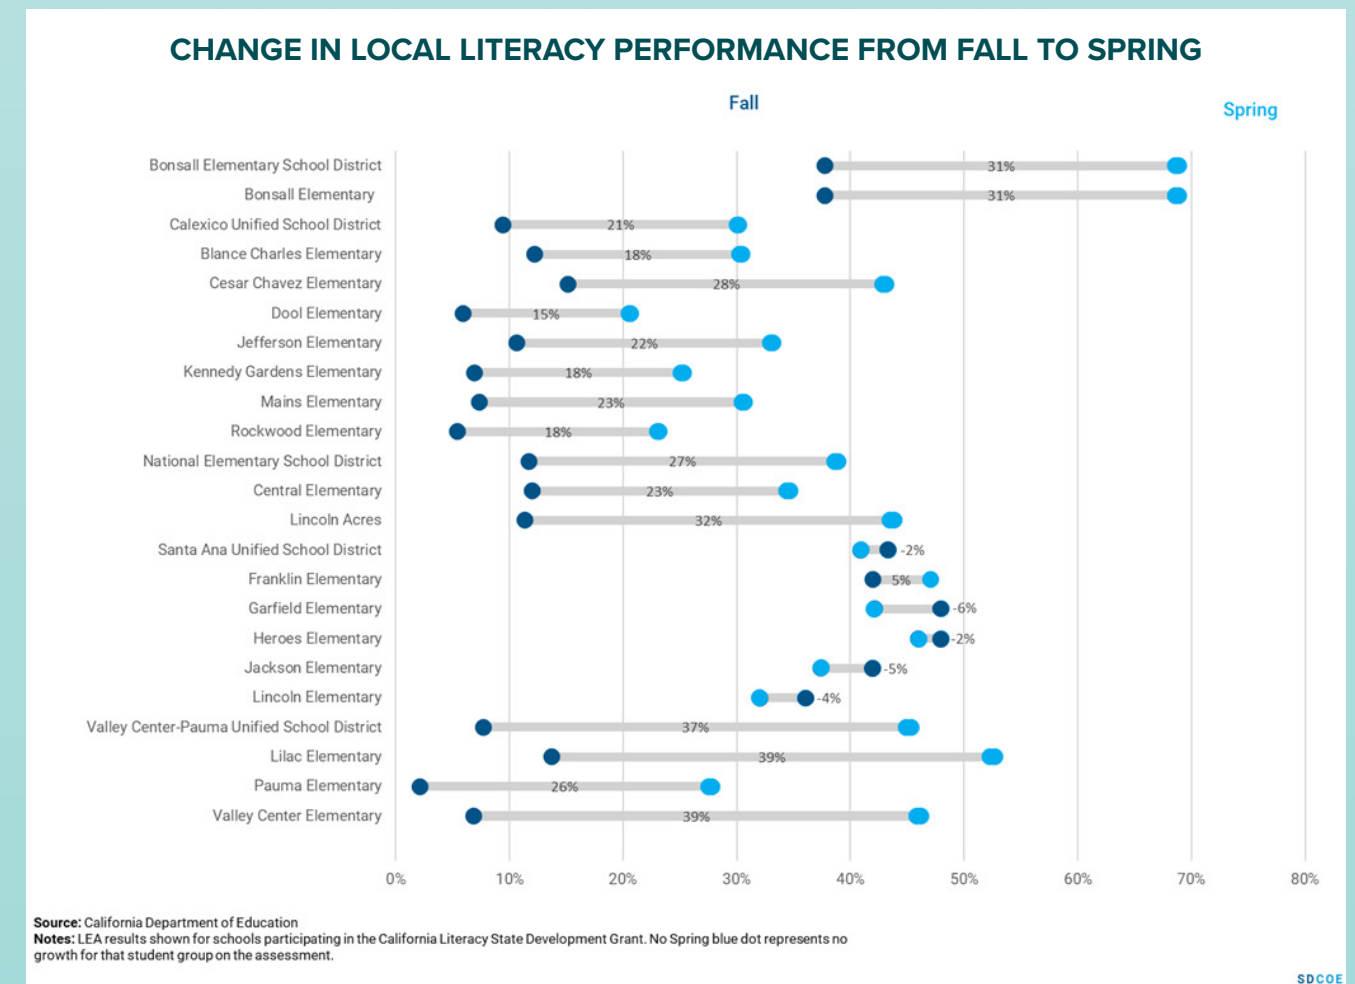 CHANGE IN LOCAL LITERACY PERFORMANCE FROM FALL TO SPRING
Fall
Spring
Bonsall Elementary School District 31%
Bonsall Elementary 31%
Calexico Unified School District 21%
Blance Charles Elementary 18%
Cesar Chavez Elementary 28%
Dool Elementary 15%
Jefferson Elementary 22%
Kennedy Gardens Elementary 18%
Mains Elementary 23%
Rockwood Elementary 18%
National Elementary School District 27%
Central Elementary 23%
Lincoln Acres 32%
Santa Ana Unified School District -2%
Franklin Elementary 5%
Garfield Elementary -6%
Heroes Elementary -2%
Jackson Elementary -5%
Lincoln Elementary -4%
Valley Center-Pauma Unified School District 37%
Lilac Elementary 39%
Pauma Elementary 26%
Valley Center Elementary 39%
0% 10% 20% 30% 40% 50% 60% 70% 80%
Source: California Department of Education
Notes: LEA results shown for schools participating in the California Literacy State Development Grant. No Spring blue dot represents no
growth for that student group on the assessment.
SDCOE